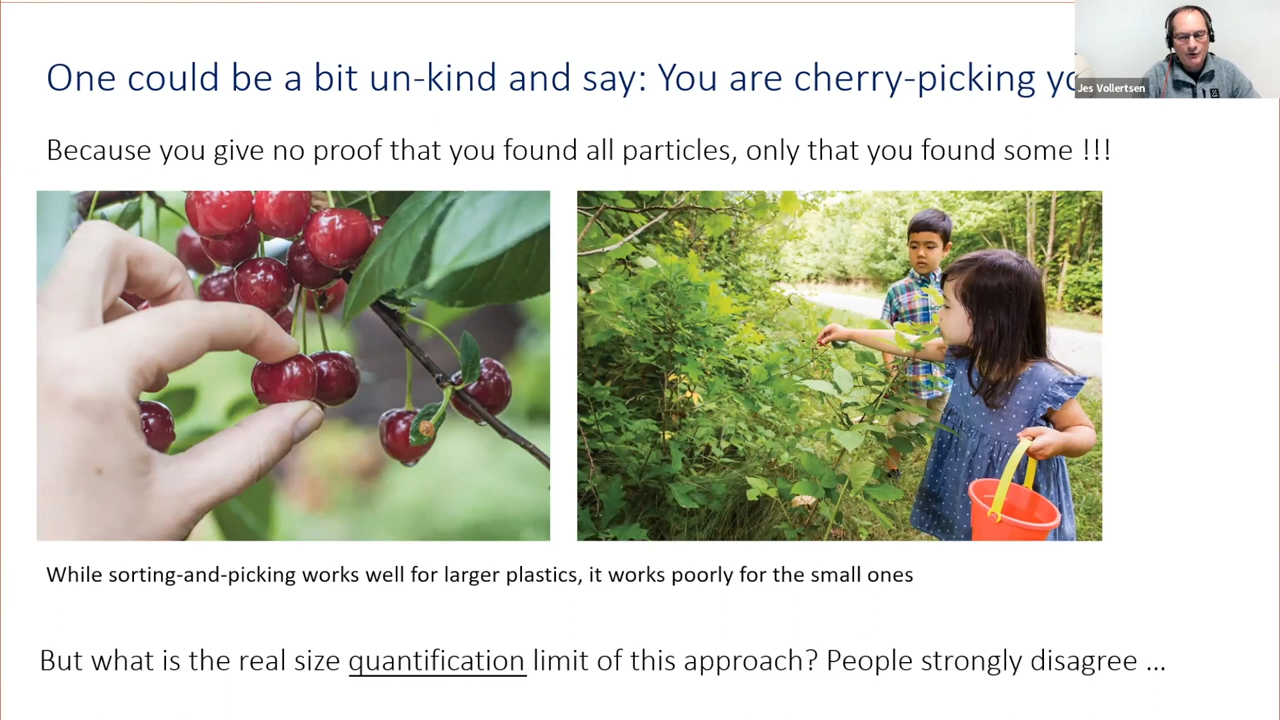 One could be a bit un-kind and say: You are cherry-picking
Jes Vollertsen
Because you give no proof that you found all particles, only that you found some !!!
While sorting-and-picking works well for larger plastics, it works poorly for the small ones
But what is the real size quantification limit of this approach? People strongly disagree ...